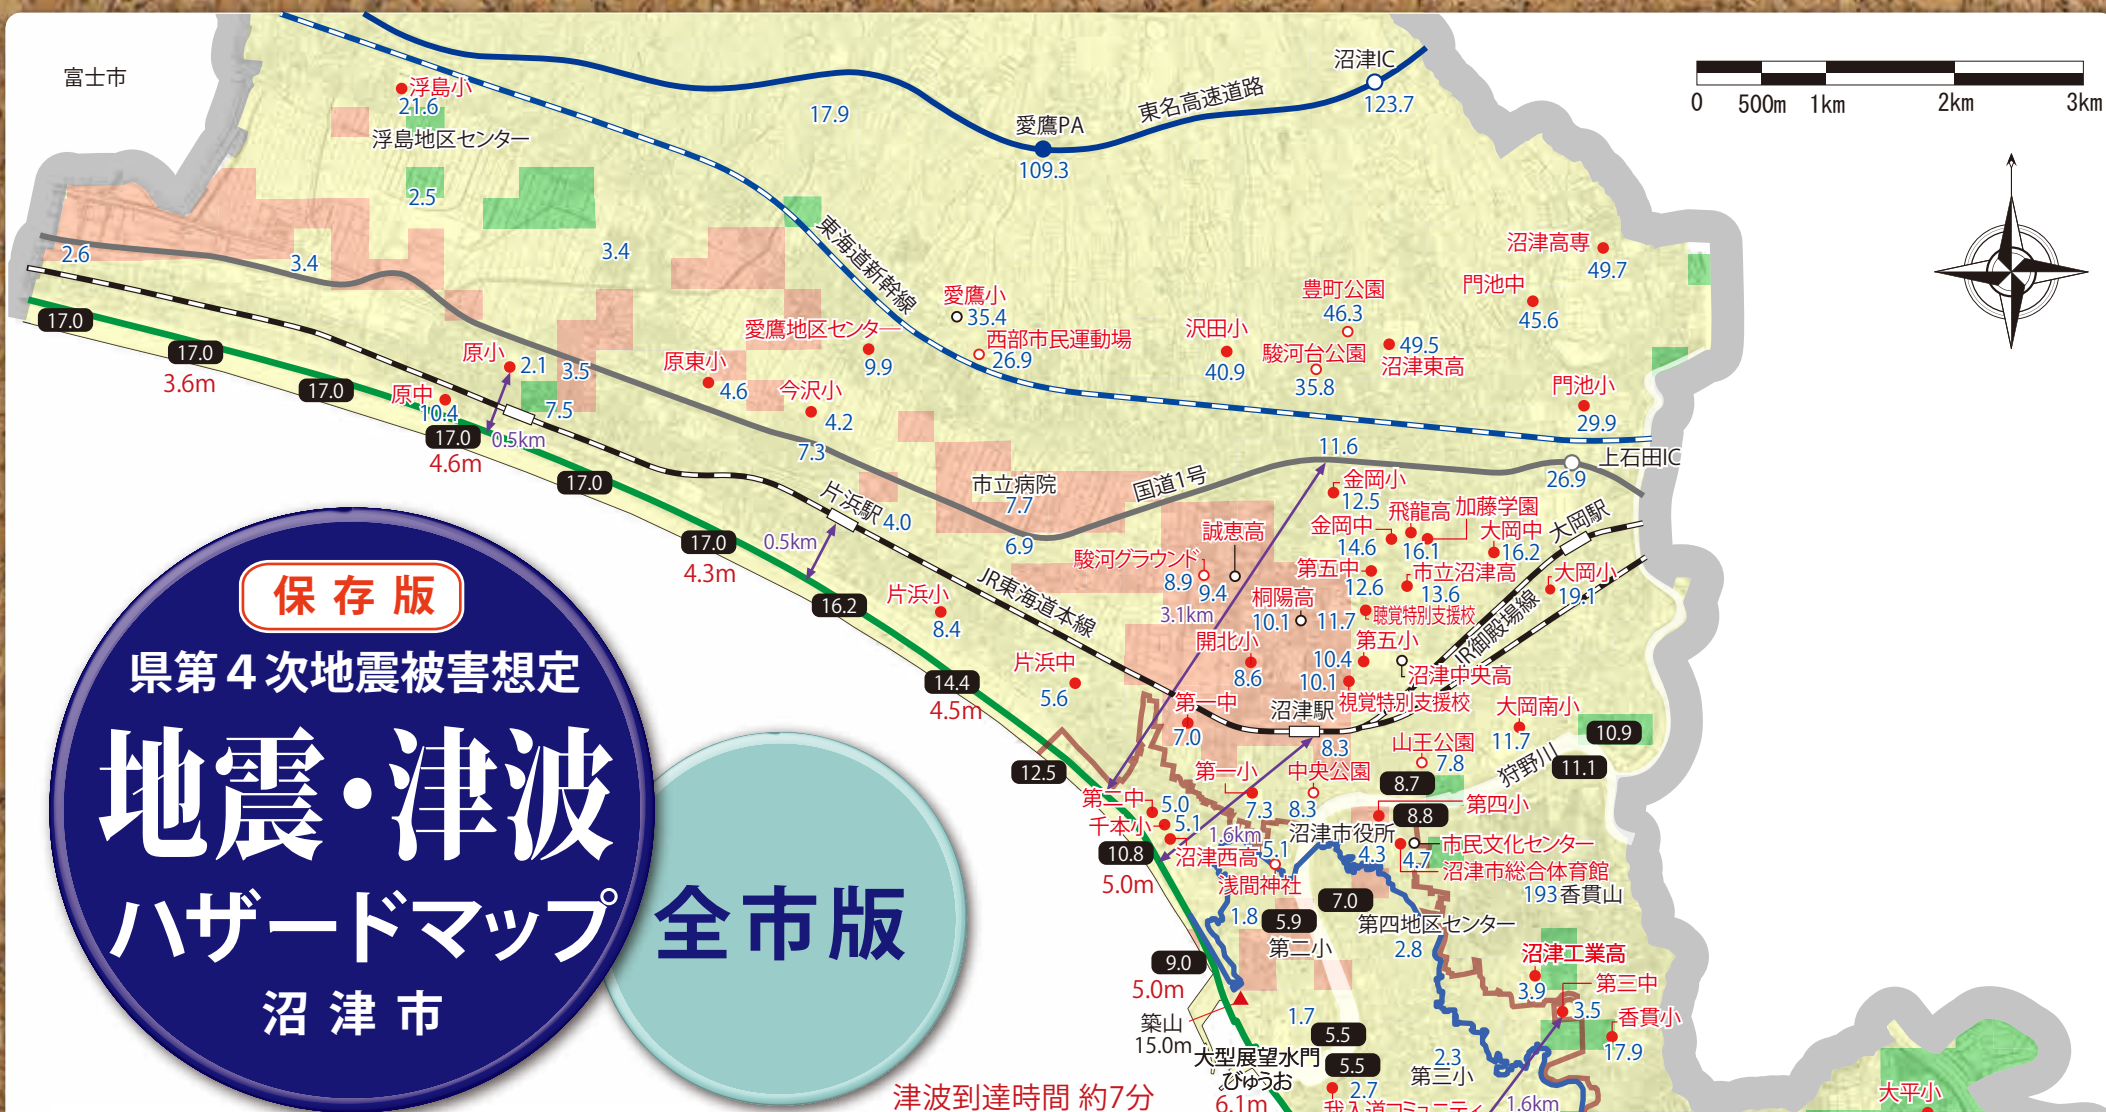 富士市
浮島小
21.6
浮島地区センター
2.5
17.9
愛鷹PA
109.3
東名高速道路
沼津IC
123.7
0 500m 1km 2km 3km
2.6
3.4
3.4
東海道新幹線
愛鷹小
35.4
西部市民運動場
26.9
愛鷹地区センター
9.9
沢田小
40.9
豊町公園
46.3
駿河台公園
35.8
49.5
沼津東高
沼津高専
49.7
門池中
45.6
門池小
29.9
17.0
17.0
3.6m
17.0
原小
2.1
3.5
原中
10.4
7.5
17.0
0.5km
4.6m
原東小
4.6
今沢小
4.2
7.3
17.0
市立病院
7.7
国道1号
11.6
上石田IC
26.9
片浜駅
4.0
0.5km
6.9
17.0
4.3m
16.2
JR東海道本線
片浜小
8.4
片浜中
5.6
14.4
4.5m
12.5
金岡小
12.5
飛龍高
加藤学園
金岡中
14.6
16.1
大岡中
16.2
大岡駅
第五中
12.6
市立沼津高
13.6
大岡小
19.1
誠恵高
駿河グラウンド
8.9
9.4
3.1km
桐陽高
10.1
11.7
聴覚特別支援校
開北小
8.6
第五小
10.4
沼津中央高
JR御殿場線
10.1
視覚特別支援校
第一中
7.0
沼津駅
8.3
大岡南小
11.7
狩野川
10.9
11.1
山王公園
7.8
8.7
第一小
7.3
中央公園
8.3
第二中
5.0
千本小
5.1
沼津西高
1.6km
10.8
5.0m
5.1
浅間神社
沼津市役所
4.3
第四小
8.8
市民文化センター
4.7
沼津市総合体育館
193香貫山
1.8
5.9
7.0
第二小
第四地区センター
2.8
9.0
5.0m
築山
15.0m
1.7
大型展望水門
びゅうお
6.1m
5.5
5.5
2.7
我入道コミュニティ
2.3
第三小
沼津工業高
3.9
第三中
3.5
香貫小
17.9
1.6km
大平小
津波到達時間 約7分
保存版
県第4次地震被害想定
地震・津波
ハザードマップ
沼津市
全市版